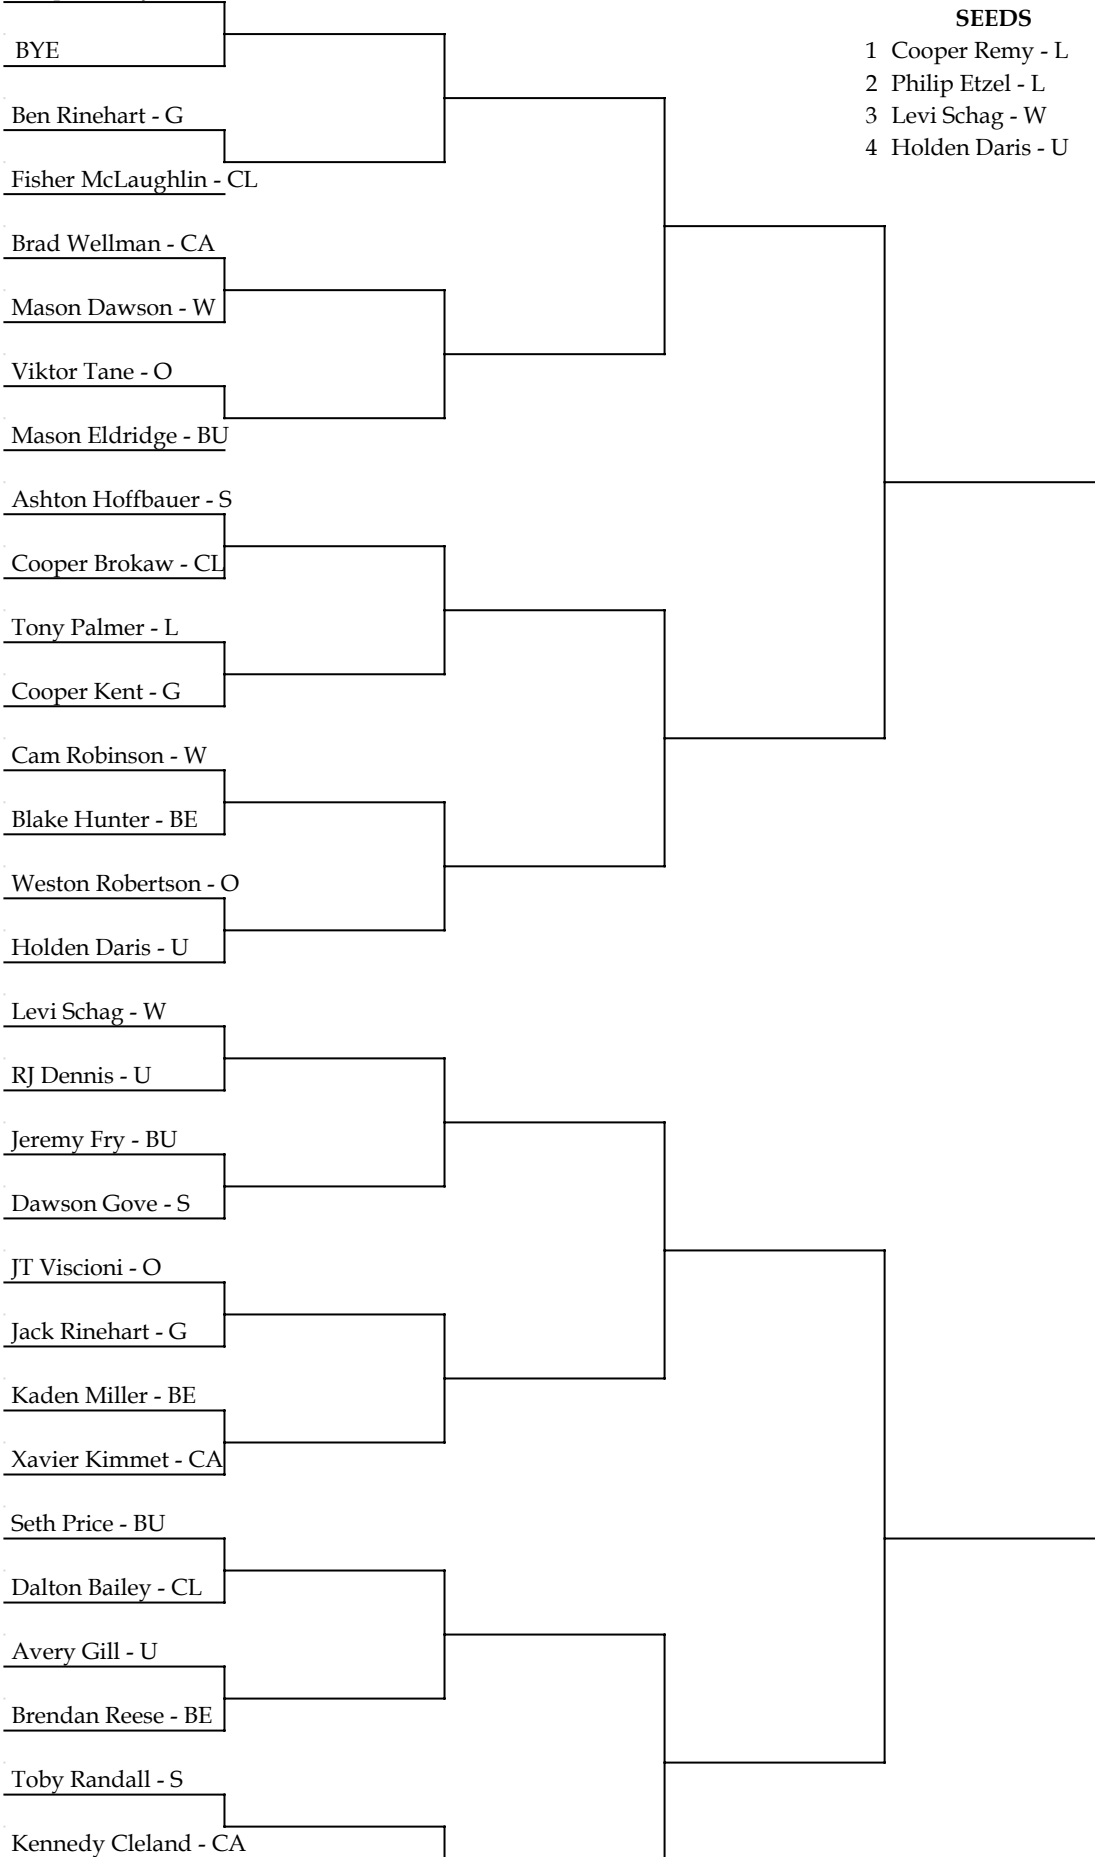 SEEDS
1 Cooper Remy - L
2 Philip Etzel - L
3 Levi Schag - W
4 Holden Daris - U
BYE
Ben Rinehart - G
Fisher McLaughlin - CL
Brad Wellman - CA
Mason Dawson - W
Viktor Tane - O
Mason Eldridge - BU
Ashton Hoffbauer - S
Cooper Brokaw - CL
Tony Palmer - L
Cooper Kent - G
Cam Robinson - W
Blake Hunter - BE
Weston Robertson - O
Holden Daris - U
Levi Schag - W
RJ Dennis - U
Jeremy Fry - BU
Dawson Gove - S
JT Viscioni - O
Jack Rinehart - G
Kaden Miller - BE
Xavier Kimmet - CA
Seth Price - BU
Dalton Bailey - CL
Avery Gill - U
Brendan Reese - BE
Toby Randall - S
Kennedy Cleland - CA